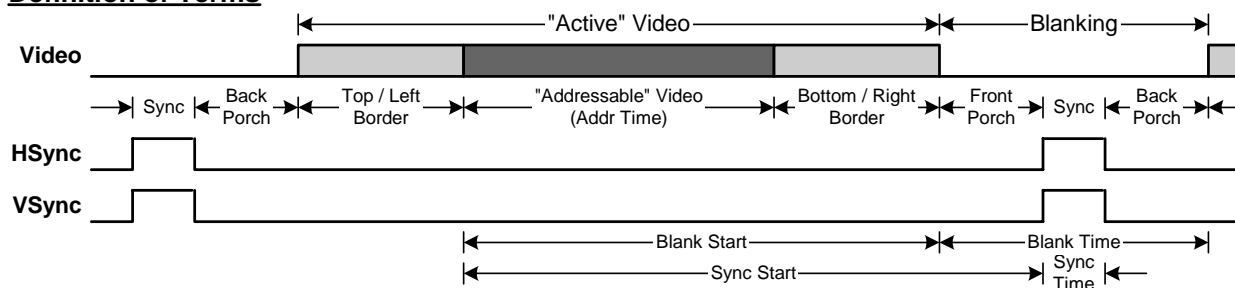 Definition of Terms
"Active" Video
Blanking
Video
Sync
Back
Porch
Top / Left
Border
"Addressable" Video
(Addr Time)
Bottom / Right
Border
Front
Porch
Sync
Back
Porch
HSync
VSync
Blank Start
Blank Time
Sync Start
Sync
Time